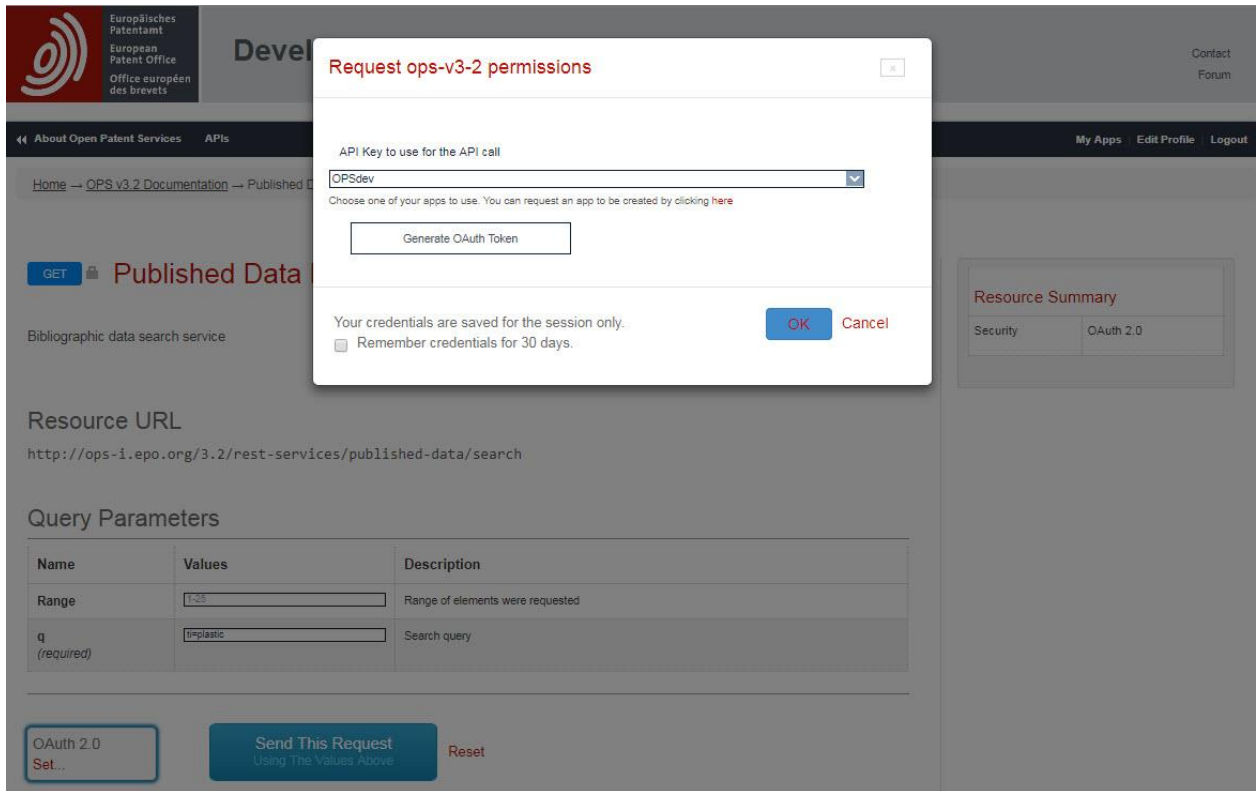 Europäisches
Patentamt
European
Patent Office
Office européen
des brevets
Devel
Contact
Forum
About Open Patent Services APIs
My Apps Edit Profile Logout
Home → OPS v3.2 Documentation → Published D
Request ops-v3-2 permissions
x
API Key to use for the API call
OPSdev
Choose one of your apps to use. You can request an app to be created by clicking here
Generate OAuth Token
Your credentials are saved for the session only.
Remember credentials for 30 days.
OK Cancel
GET Published Data
Bibliographic data search service
Resource Summary
Security OAuth 2.0
Resource URL
http://ops-i.epo.org/3.2/rest-services/published-data/search
Query Parameters
Name Values Description
Range 1-25 Range of elements were requested
q ti=plastic Search query
(required)
OAuth 2.0
Set...
Send This Request
Using The Values Above
Reset